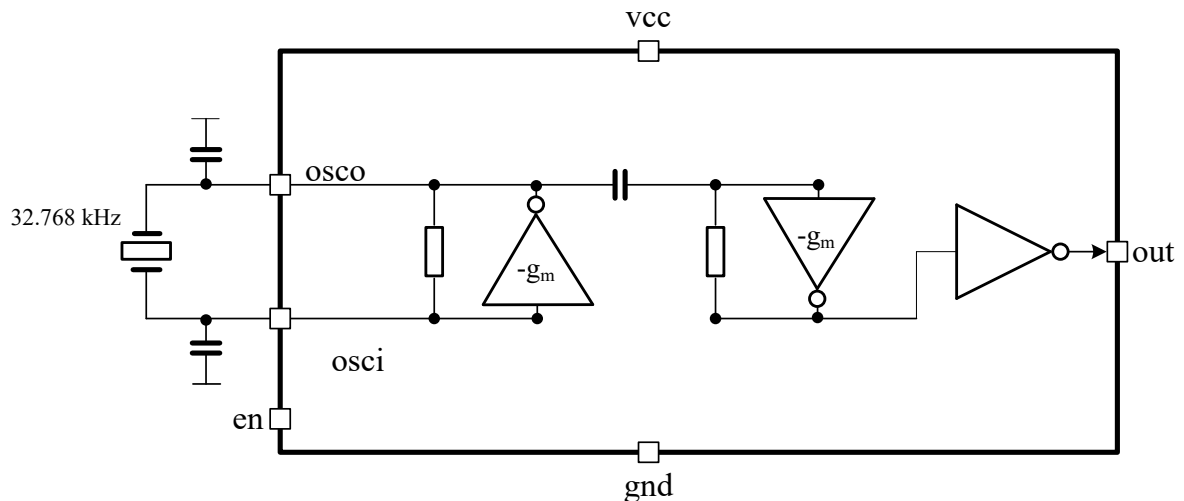 vcc
osco
32.768 kHz
-gm
-gm
out
osci
en
gnd